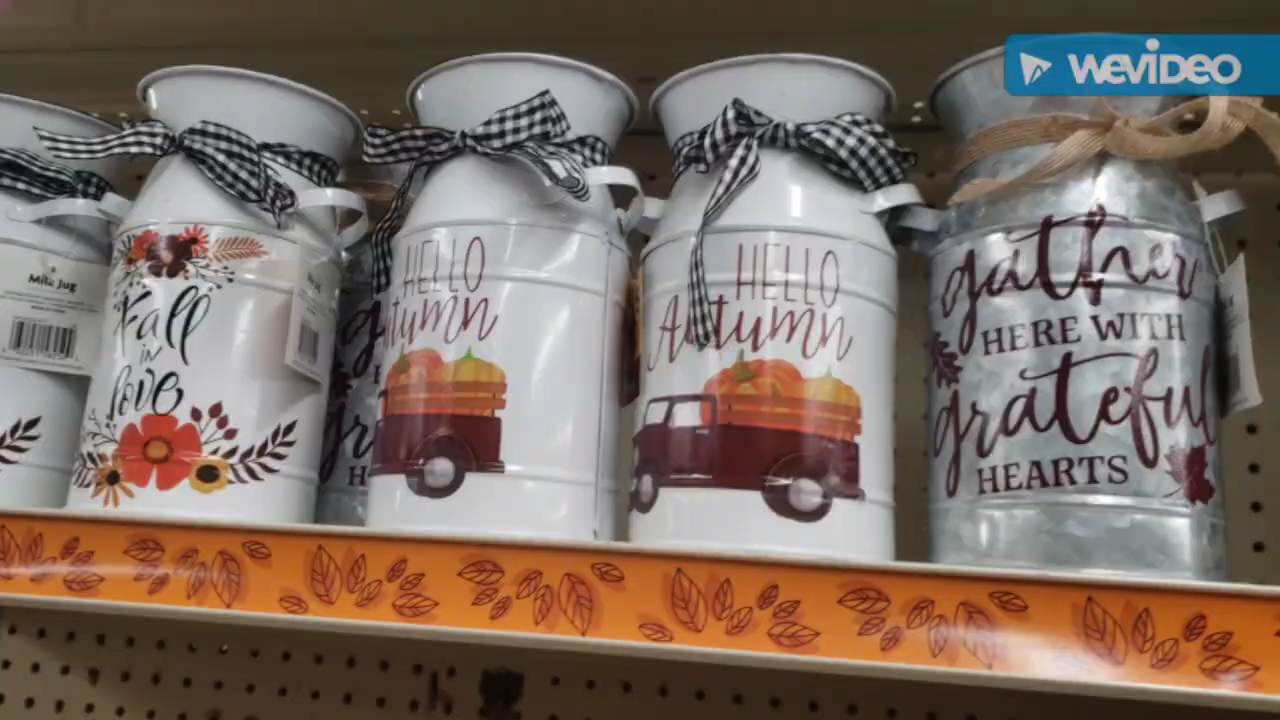 WEVIDEO
Milk Jug
Fall
in
love
HELLO
Autumn
HELLO
Autumn
gather
HERE WITH
grateful
HEARTS